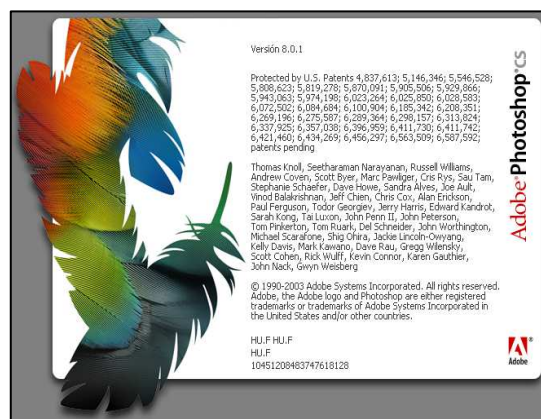 Versión 8.0.1
Protected by U.S. Patents 4,837,613; 5,146,346; 5,546,528;
5,808,623; 5,819,278; 5,870,091; 5,905,506; 5,929,866;
5,943,063; 5,974,198; 6,023,264; 6,025,850; 6,028,583;
6,072,502; 6,084,684; 6,100,904; 6,185,342; 6,208,351;
6,269,196; 6,275,587; 6,289,364; 6,298,157; 6,313,824;
6,337,925; 6,357,038; 6,396,959; 6,411,730; 6,411,742;
6,421,460; 6,434,269; 6,456,297; 6,563,509; 6,587,592;
patents pending
Thomas Knoll, Seetharaman Narayanan, Russell Williams,
Andrew Coven, Scott Byer, Marc Pawliger, Cris Rys, Sau Tam,
Stephanie Schaefer, Dave Howe, Sandra Alves, Joe Ault,
Vinod Balakrishnan, Jeff Chien, Chris Cox, Alan Erickson,
Paul Ferguson, Todor Georgiev, Jerry Harris, Edward Kandrot,
Sarah Kong, Tai Luxon, John Penn II, John Peterson,
Tom Pinkerton, Tom Ruark, Del Schneider, John Worthington,
Michael Scarafone, Shig Ohira, Jackie Lincoln-Owyang,
Kelly Davis, Mark Kawano, Dave Rau, Gregg Wilensky,
Scott Cohen, Rick Wulff, Kevin Connor, Karen Gauthier,
John Nack, Gwyn Weisberg
© 1990-2003 Adobe Systems Incorporated. All rights reserved.
Adobe, the Adobe logo and Photoshop are either registered
trademarks or trademarks of Adobe Systems Incorporated in
the United States and/or other countries.
HU.F HU.F
HU.F
10451208483747618128
Adobe® Photoshop® CS
Adobe